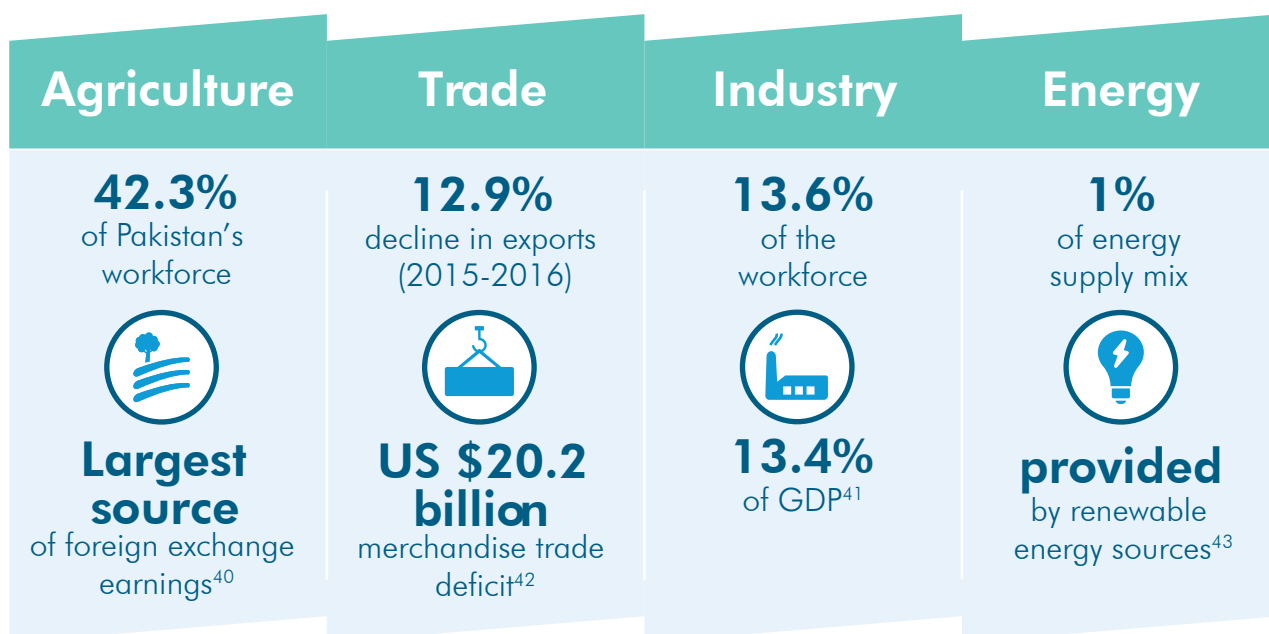 Agriculture
42.3%
of Pakistan's
workforce
Largest
source
of foreign exchange
earnings40
Trade
12.9%
decline in exports
(2015-2016)
US $20.2
billion
merchandise trade
deficit42
Industry
13.6%
of the
workforce
13.4%
of GDP41
Energy
1%
of energy
supply mix
provided
by renewable
energy sources43